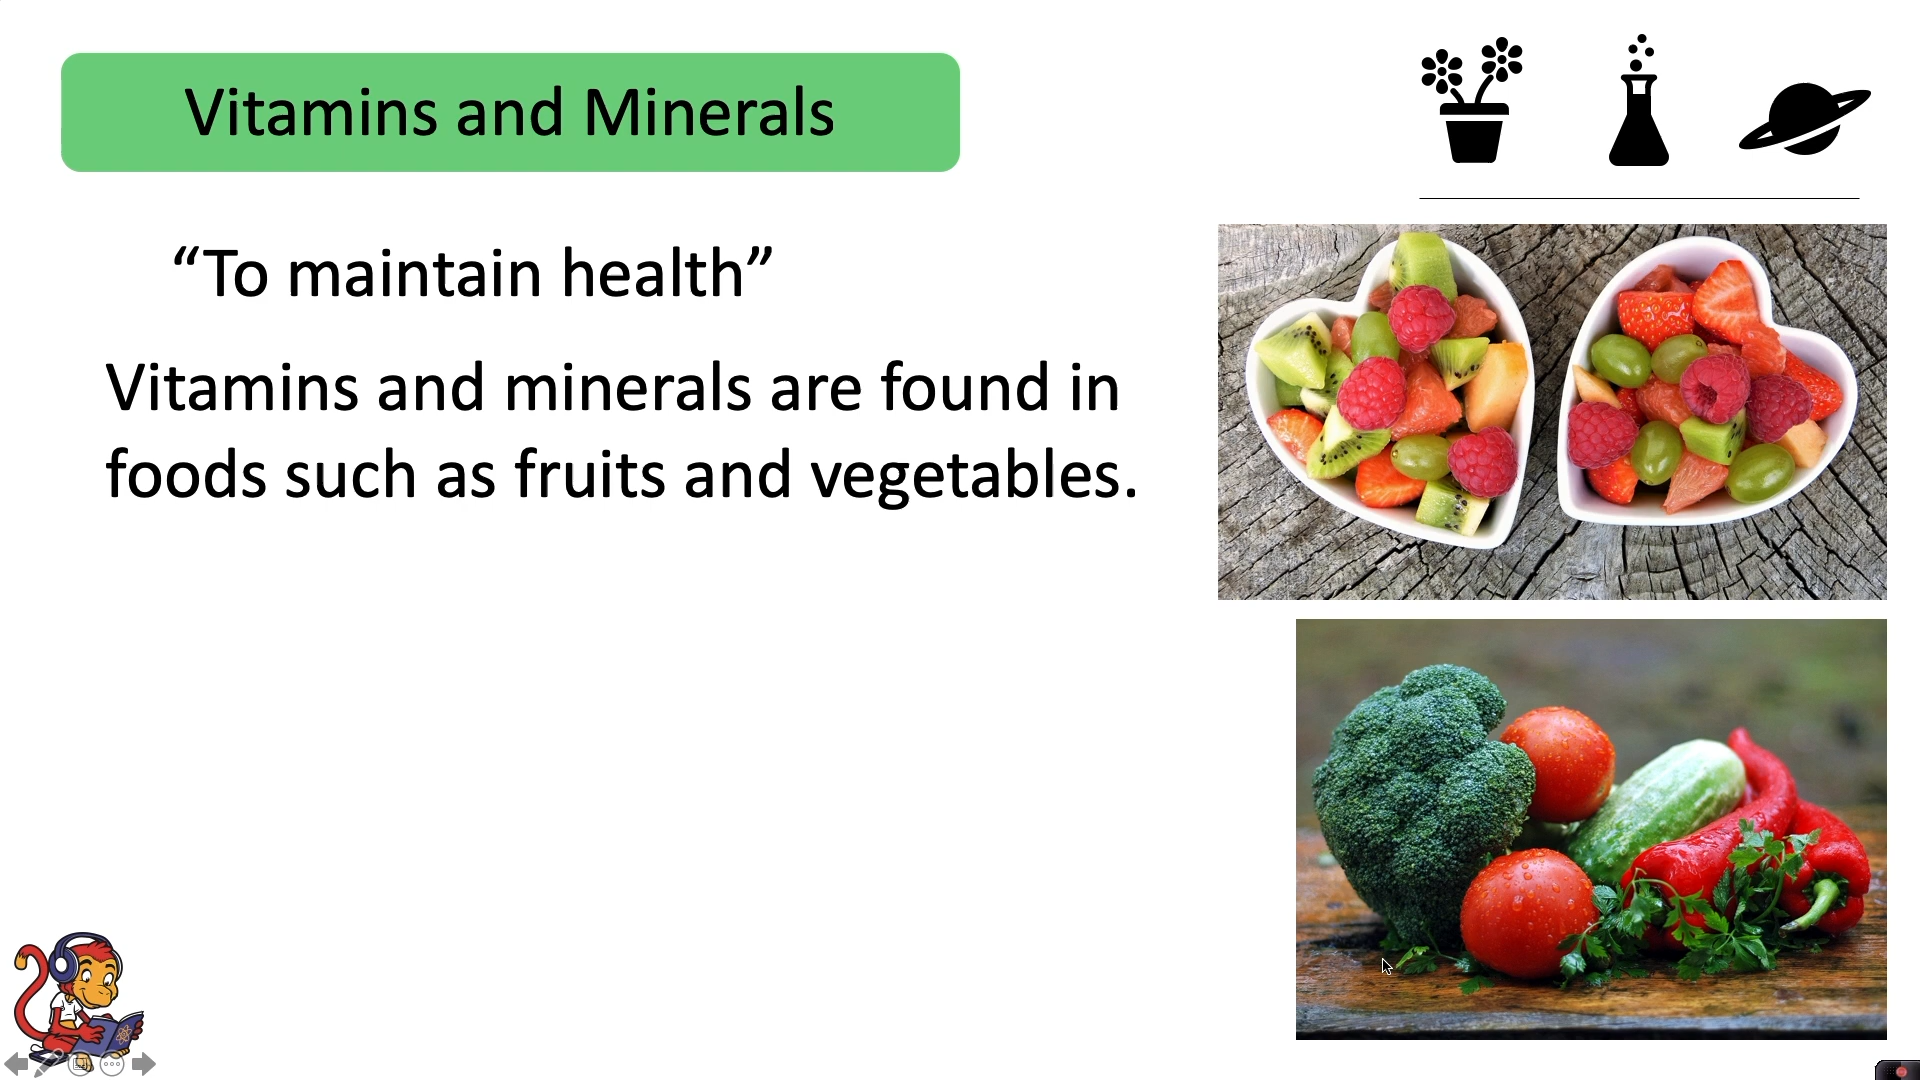 Vitamins and Minerals
“To maintain health”
Vitamins and minerals are found in
foods such as fruits and vegetables.